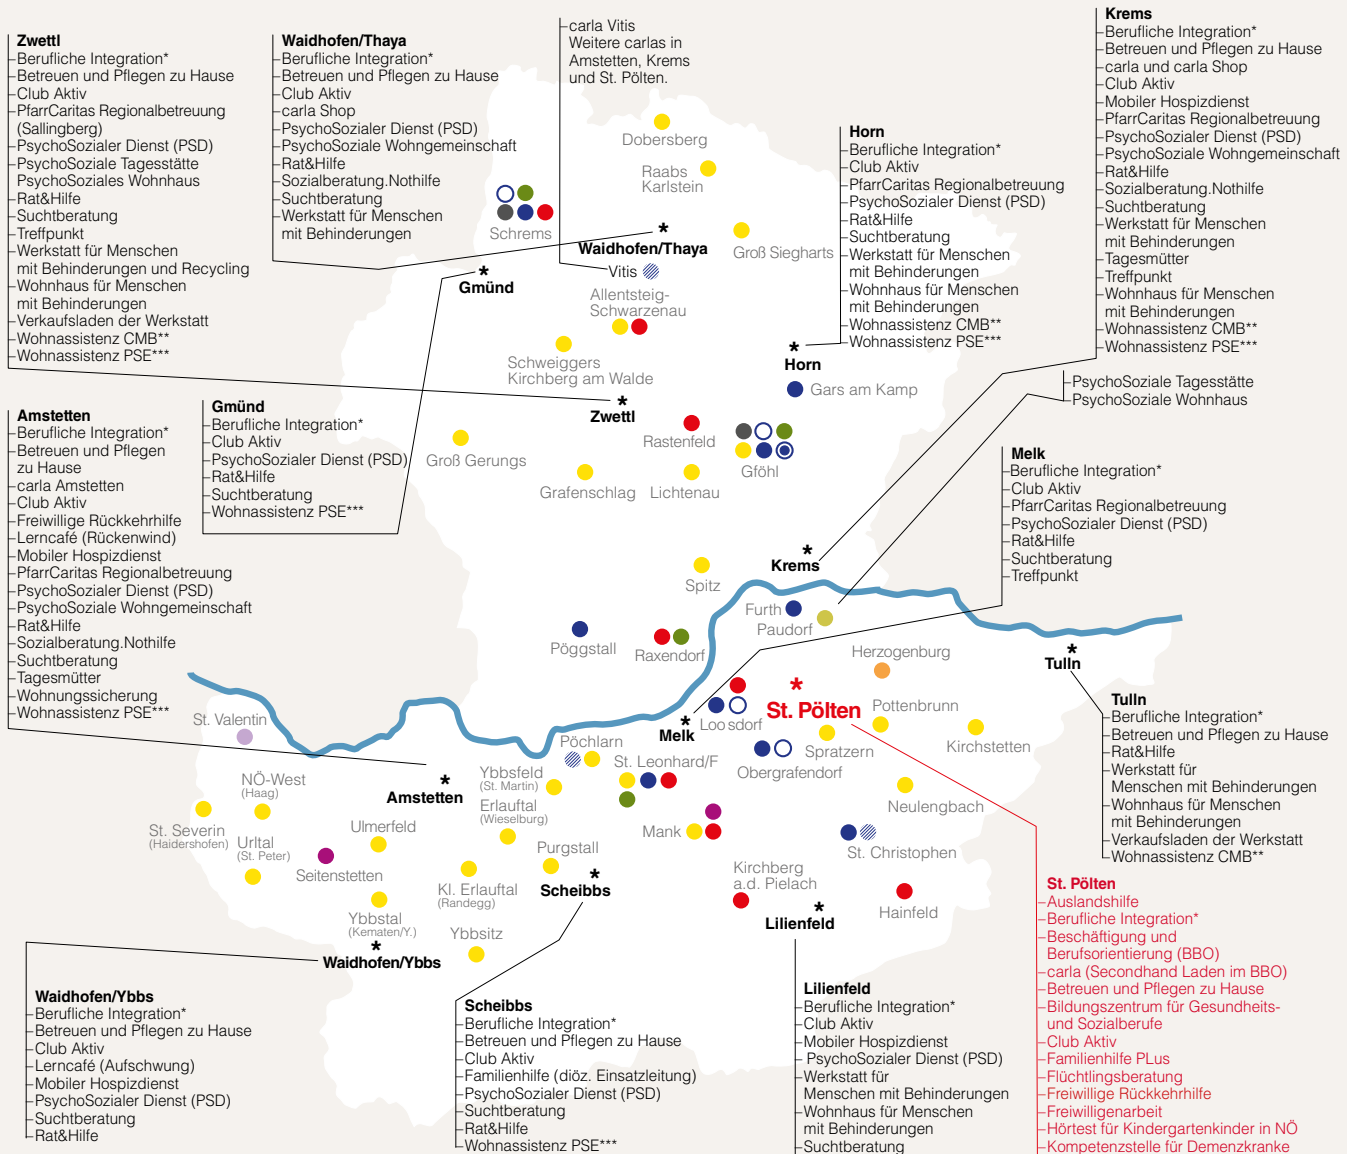 Zwettl
Berufliche Integration*
Betreuen und Pflegen zu Hause
Club Aktiv
PfarrCaritas Regionalbetreuung
(Sallingberg)
PsychoSozialer Dienst (PSD)
PsychoSoziale Tagesstätte
PsychoSoziales Wohnhaus
Rat&Hilfe
Suchtberatung
Treffpunkt
Werkstatt für Menschen
mit Behinderungen und Recycling
Wohnhaus für Menschen
mit Behinderungen
Verkaufsladen der Werkstatt
Wohnassistenz CMB**
Wohnassistenz PSE***
Waidhofen/Thaya
Berufliche Integration*
Betreuen und Pflegen zu Hause
Club Aktiv
carla Shop
PsychoSozialer Dienst (PSD)
PsychoSoziale Wohngemeinschaft
Rat&Hilfe
Sozialberatung.Nothilfe
Suchtberatung
Werkstatt für Menschen
mit Behinderungen
carla Vitis
Weitere carlas in
Amstetten, Krems
und St. Pölten.
Horn
Berufliche Integration*
Club Aktiv
PfarrCaritas Regionalbetreuung
PsychoSozialer Dienst (PSD)
Rat&Hilfe
Suchtberatung
Werkstatt für Menschen
mit Behinderungen
Wohnhaus für Menschen
mit Behinderungen
Wohnassistenz CMB**
Wohnassistenz PSE***
Krems
Berufliche Integration*
Betreuen und Pflegen zu Hause
carla und carla Shop
Club Aktiv
Mobiler Hospizdienst
PfarrCaritas Regionalbetreuung
PsychoSozialer Dienst (PSD)
PsychoSoziale Wohngemeinschaft
Rat&Hilfe
Sozialberatung.Nothilfe
Suchtberatung
Werkstatt für Menschen
mit Behinderungen
Tagesmütter
Treffpunkt
Wohnhaus für Menschen
mit Behinderungen
Wohnassistenz CMB**
Wohnassistenz PSE***
PsychoSoziale Tagesstätte
PsychoSoziale Wohnhaus
Dobersberg
Raabs
Karlstein
Schrems
*
Waidhofen/Thaya
Groß Siegharts
*
Gmünd
Vitis
Allentsteig-
Schwarzenau
Schweiggers
Kirchberg am Walde
*
Horn
Gars am Kamp
*
Zwettl
Rastenfeld
Groß Gerungs
Grafenschlag
Lichtenau
Gföhl
Amstetten
Berufliche Integration*
Betreuen und Pflegen
zu Hause
carla Amstetten
Club Aktiv
Freiwillige Rückkehrhilfe
Lerncafé (Rückenwind)
Mobiler Hospizdienst
PfarrCaritas Regionalbetreuung
PsychoSozialer Dienst (PSD)
PsychoSoziale Wohngemeinschaft
Rat&Hilfe
Sozialberatung.Nothilfe
Suchtberatung
Tagesmütter
Wohnungssicherung
Wohnassistenz PSE***
Gmünd
Berufliche Integration*
Club Aktiv
PsychoSozialer Dienst (PSD)
Rat&Hilfe
Suchtberatung
Wohnassistenz PSE***
Melk
Berufliche Integration*
Club Aktiv
PfarrCaritas Regionalbetreuung
PsychoSozialer Dienst (PSD)
Rat&Hilfe
Suchtberatung
Treffpunkt
*
Krems
Spitz
Furth
Paudorf
Pöggstall
Raxendorf
Herzogenburg
*
Tulln
*
St. Pölten
Loosdorf
*
Melk
Pottenbrunn
Spratzern
Kirchstetten
Obergrafendorf
St. Valentin
Pöchlarn
St. Leonhard/F
Ybbsfeld
(St. Martin)
*
Amstetten
NÖ-West
(Haag)
Erlauftal
(Wieselburg)
Neulengbach
St. Severin
(Haidershofen)
Urltal
(St. Peter)
Ulmerfeld
Mank
Purgstall
St. Christophen
Seitenstetten
Kl. Erlauftal
(Randegg)
*
Scheibbs
Kirchberg
a.d. Pielach
Hainfeld
*
Lilienfeld
Ybbstal
(Kematen/Y.)
Ybbsitz
*
Waidhofen/Ybbs
Tulln
Berufliche Integration*
Betreuen und Pflegen zu Hause
Rat&Hilfe
Werkstatt für
Menschen mit Behinderungen
Wohnhaus für Menschen
mit Behinderungen
Verkaufsladen der Werkstatt
Wohnassistenz CMB**
Waidhofen/Ybbs
Berufliche Integration*
Betreuen und Pflegen zu Hause
Club Aktiv
Lerncafé (Aufschwung)
Mobiler Hospizdienst
PsychoSozialer Dienst (PSD)
Suchtberatung
Rat&Hilfe
Scheibbs
Berufliche Integration*
Betreuen und Pflegen zu Hause
Club Aktiv
Familienhilfe (diöz. Einsatzleitung)
PsychoSozialer Dienst (PSD)
Suchtberatung
Rat&Hilfe
Wohnassistenz PSE***
Lilienfeld
Berufliche Integration*
Club Aktiv
Mobiler Hospizdienst
PsychoSozialer Dienst (PSD)
Werkstatt für
Menschen mit Behinderungen
Wohnhaus für Menschen
mit Behinderungen
Suchtberatung
St. Pölten
Auslandshilfe
Berufliche Integration*
Beschäftigung und
Berufsorientierung (BBO)
carla (Secondhand Laden im BBO)
Betreuen und Pflegen zu Hause
Bildungszentrum für Gesundheits-
und Sozialberufe
Club Aktiv
Familienhilfe PLus
Flüchtlingsberatung
Freiwillige Rückkehrhilfe
Freiwilligenarbeit
Hörtest für Kindergartenkinder in NÖ
Kompetenzstelle für Demenzkranke